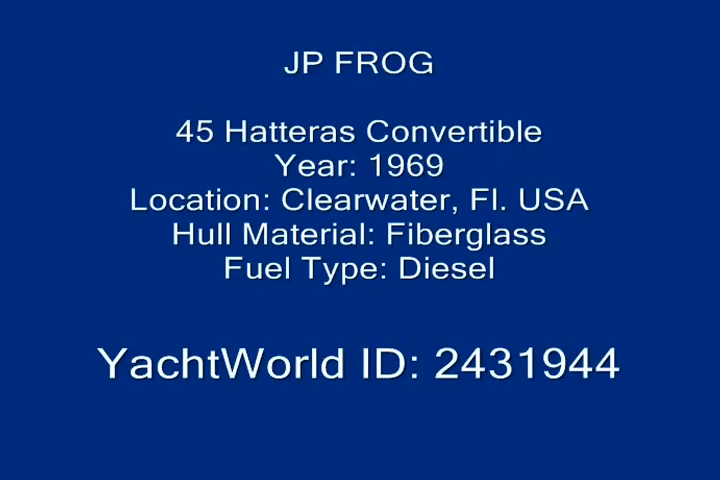 JP FROG
45 Hatteras Convertible
Year: 1969
Location: Clearwater, Fl. USA
Hull Material: Fiberglass
Fuel Type: Diesel
YachtWorld ID: 2431944